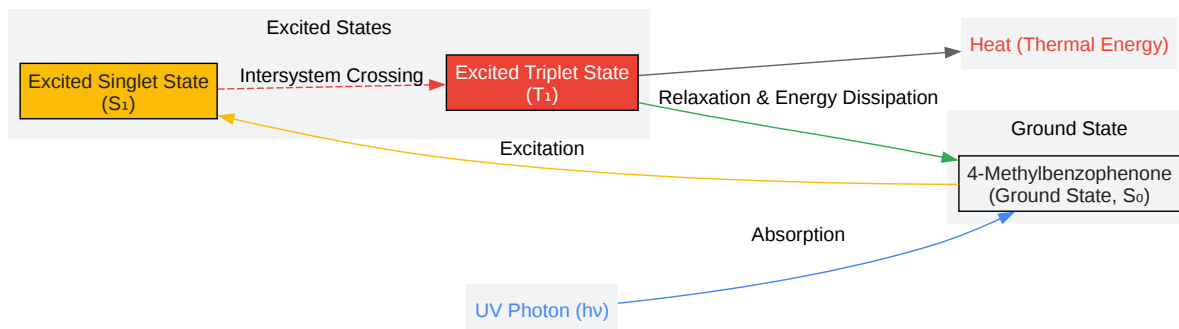 Excited States
Heat (Thermal Energy)
Excited Singlet State
(S₁)
Intersystem Crossing
Excited Triplet State
(T₁)
Relaxation & Energy Dissipation
Ground State
Excitation
4-Methylbenzophenone
(Ground State, S₀)
Absorption
UV Photon (hν)